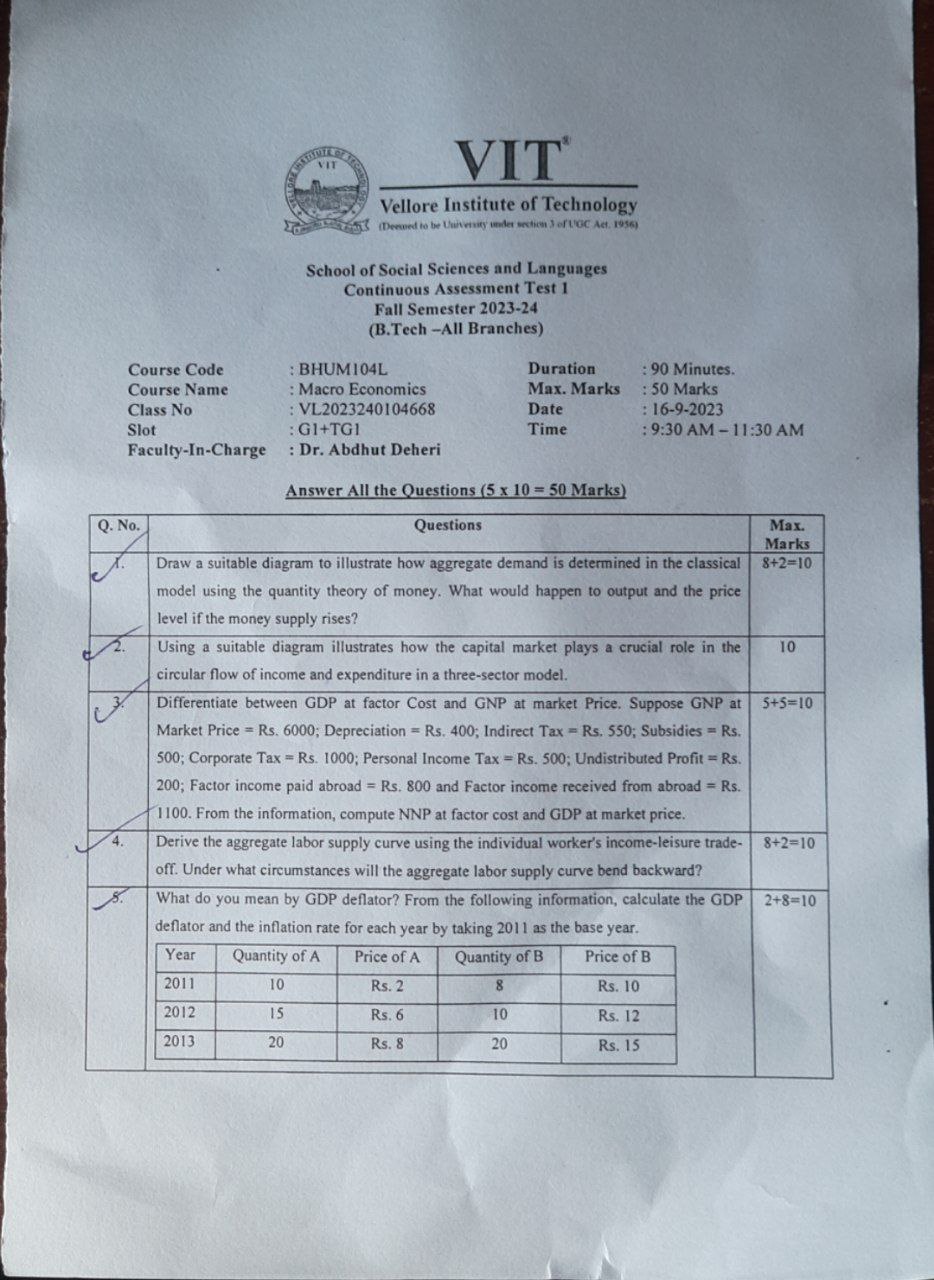 VELLORE INSTITUTE OF TECHNOLOGY
VIT
VIT®
Vellore Institute of Technology
(Deemed to be University under section 3 of UGC Act, 1956)
School of Social Sciences and Languages
Continuous Assessment Test 1
Fall Semester 2023-24
(B.Tech –All Branches)
Course Code : BHUM104L Duration : 90 Minutes.
Course Name : Macro Economics Max. Marks : 50 Marks
Class No : VL2023240104668 Date : 16-9-2023
Slot : G1+TG1 Time : 9:30 AM – 11:30 AM
Faculty-In-Charge : Dr. Abdhut Deheri
Answer All the Questions (5 x 10 = 50 Marks)
Q. No. Questions Max. Marks
1. Draw a suitable diagram to illustrate how aggregate demand is determined in the classical 8+2=10
model using the quantity theory of money. What would happen to output and the price
level if the money supply rises?
2. Using a suitable diagram illustrates how the capital market plays a crucial role in the 10
circular flow of income and expenditure in a three-sector model.
3. Differentiate between GDP at factor Cost and GNP at market Price. Suppose GNP at 5+5=10
Market Price = Rs. 6000; Depreciation = Rs. 400; Indirect Tax = Rs. 550; Subsidies = Rs.
500; Corporate Tax = Rs. 1000; Personal Income Tax = Rs. 500; Undistributed Profit = Rs.
200; Factor income paid abroad = Rs. 800 and Factor income received from abroad = Rs.
1100. From the information, compute NNP at factor cost and GDP at market price.
4. Derive the aggregate labor supply curve using the individual worker's income-leisure trade- 8+2=10
off. Under what circumstances will the aggregate labor supply curve bend backward?
5. What do you mean by GDP deflator? From the following information, calculate the GDP 2+8=10
deflator and the inflation rate for each year by taking 2011 as the base year.
Year Quantity of A Price of A Quantity of B Price of B
2011 10 Rs. 2 8 Rs. 10
2012 15 Rs. 6 10 Rs. 12
2013 20 Rs. 8 20 Rs. 15